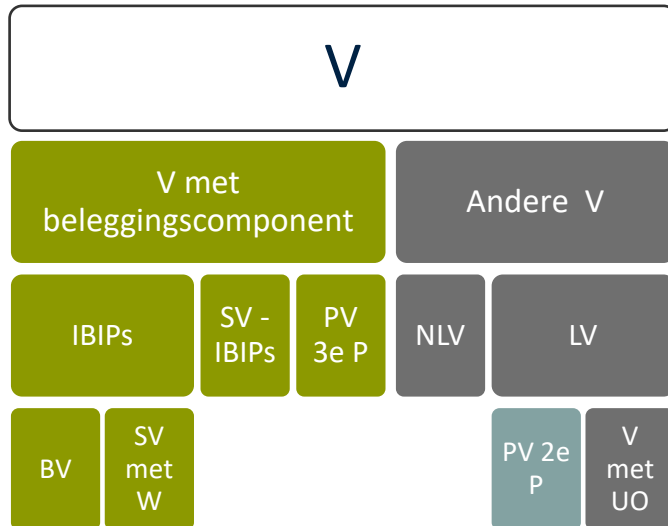 V
V met
beleggingscomponent
Andere V
IBIPs
SV -
IBIPs
PV
3e P
NLV
LV
BV
SV
met
W
PV 2e
P
V
met
UO